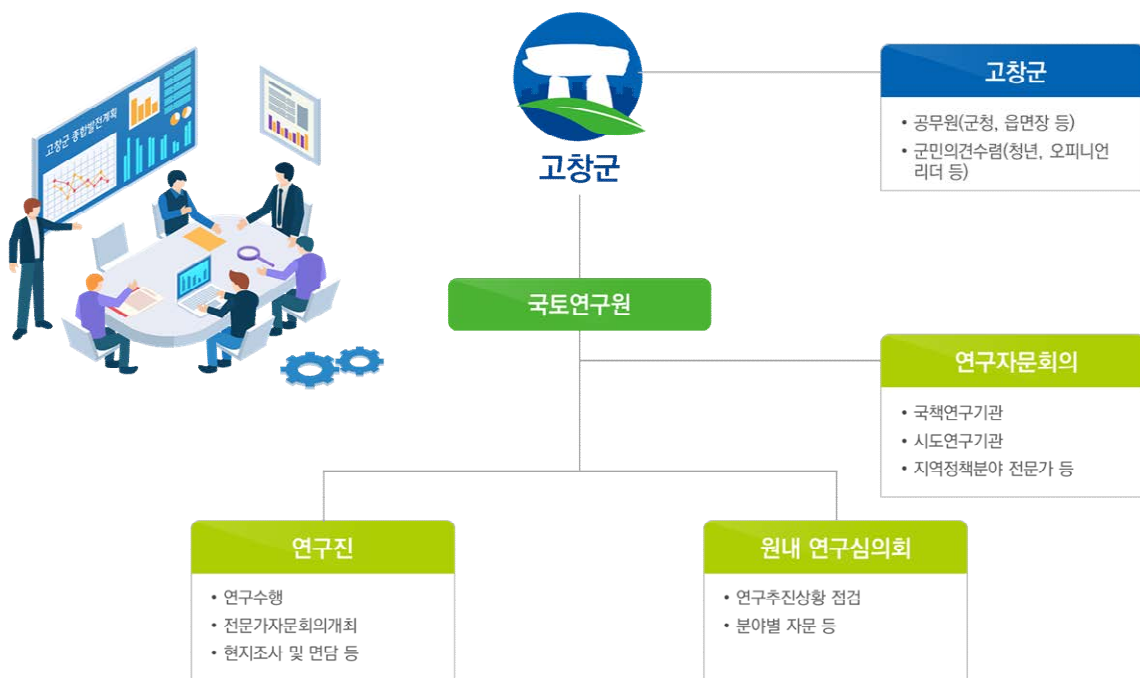 고창군 종합발전계획
고창군
고창군
• 공무원(군청, 읍면장 등)
• 군민의견수렴(청년, 오피니언
리더 등)
국토연구원
연구자문회의
• 국책연구기관
• 시도연구기관
• 지역정책분야 전문가 등
연구진
• 연구수행
• 전문가자문회의개최
• 현지조사 및 면담 등
원내 연구심의회
• 연구추진상황 점검
• 분야별 자문 등